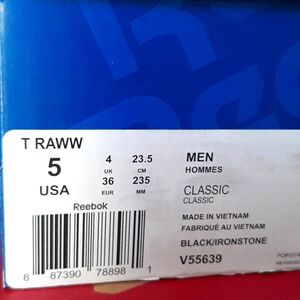 T RAWW
5
USA
4
UK
36
EUR
23.5
CM
235
MM
MEN
HOMMES
CLASSIC
CLASSIC
MADE IN VIETNAM
FABRIQUÉ AU VIETNAM
BLACK/IRONSTONE
V55639
Reebok
8 87390 78898 1